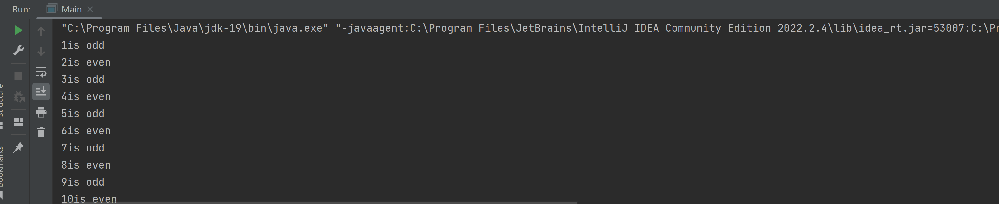 Run: Main
"C:\Program Files\Java\jdk-19\bin\java.exe" "-javaagent:C:\Program Files\JetBrains\IntelliJ IDEA Community Edition 2022.2.4\lib\idea_rt.jar=53007:C:\Pr
1is odd
2is even
3is odd
4is even
5is odd
6is even
7is odd
8is even
9is odd
10is even
Structure
Bookmarks